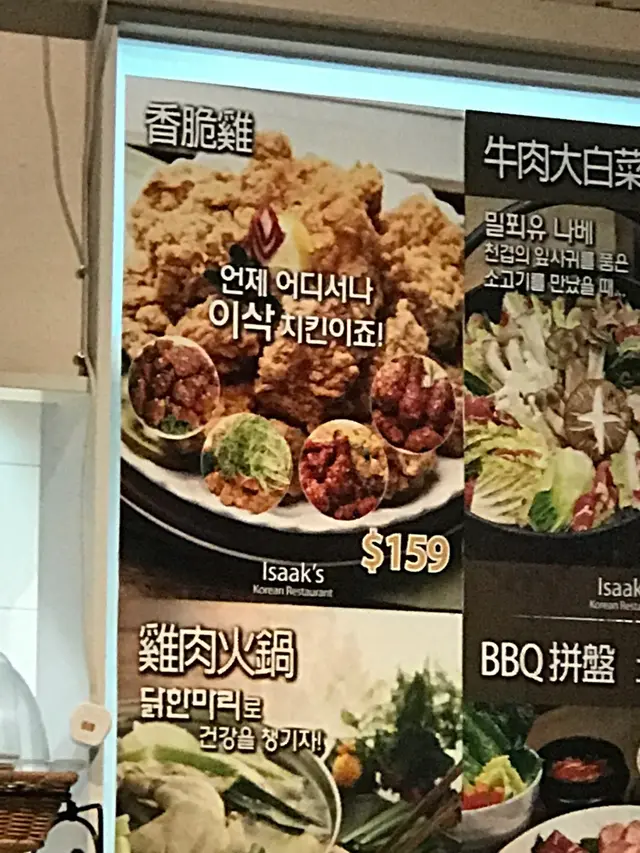 香脆雞
언제 어디서나
이삭 치킨이죠!
$159
Isaak's
Korean Restaurant
牛肉大白菜
밀푀유 나베
천겹의 잎사귀를 품은
소고기를 만났을 때...
Isaak
Korean Rest
雞肉火鍋
닭한마리로
건강을 챙기자!
BBQ 拼盤